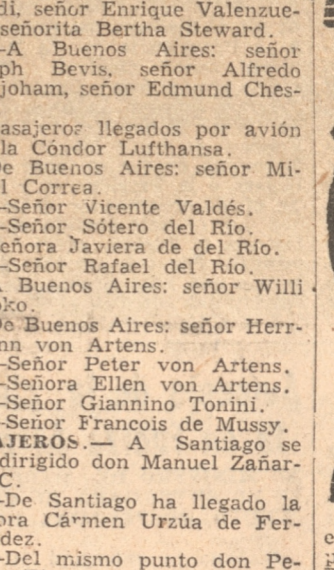 di, señor Enrique Valenzue-
señorita Bertha Steward.
-A Buenos Aires: señor
ph Bevis, señor Alfredo
joham, señor Edmund Ches-
asajeros llegados por avión
la Cóndor Lufthansa.
e Buenos Aires: señor Mi-
l Correa.
-Señor Vicente Valdés.
-Señor Sótero del Río.
eñora Javiera de del Río.
-Señor Rafael del Río.
A Buenos Aires: señor Willi
oko.
De Buenos Aires: señor Herr-
nn von Artens.
-Señor Peter von Artens.
-Señora Ellen von Artens.
-Señor Giannino Tonini.
-Señor Francois de Mussy.
AJEROS.— A Santiago se
dirigido don Manuel Zañar-
C.
-De Santiago ha llegado la
ora Cármen Urzúa de Fer-
dez.
-Del mismo punto don Pe-